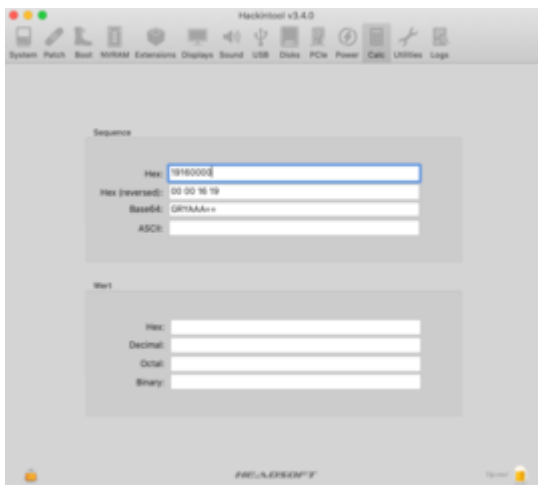 Hackintool v3.4.0
System Patch Boot NVRAM Extensions Displays Sound USB Disks PCIe Power Calc Utilities Logs
Sequence
Hex: 19160000
Hex (reversed): 00 00 16 19
Base64: GRYAAA==
ASCII:
Wert
Hex:
Decimal:
Octal:
Binary:
HEADSOFT